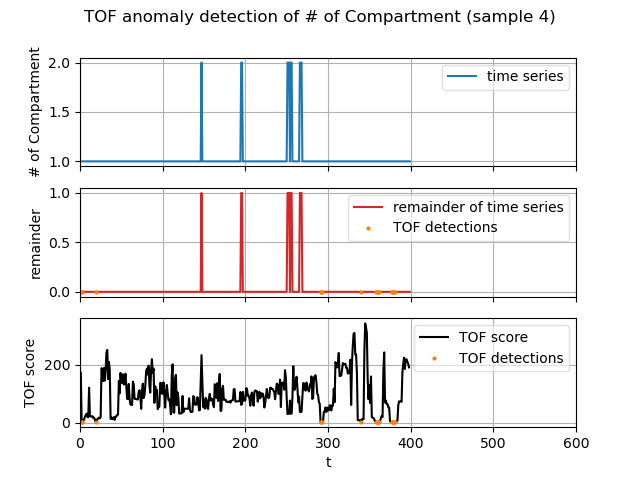 TOF anomaly detection of # of Compartment (sample 4)
# of Compartment
2.0
1.5
1.0
time series
remainder
1.0
0.5
0.0
remainder of time series
TOF detections
TOF score
200
0
TOF score
TOF detections
0 100 200 300 400 500 600
t